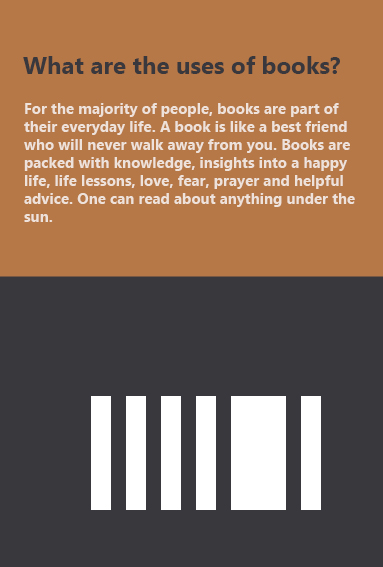 What are the uses of books?
For the majority of people, books are part of
their everyday life. A book is like a best friend
who will never walk away from you. Books are
packed with knowledge, insights into a happy
life, life lessons, love, fear, prayer and helpful
advice. One can read about anything under the
sun.